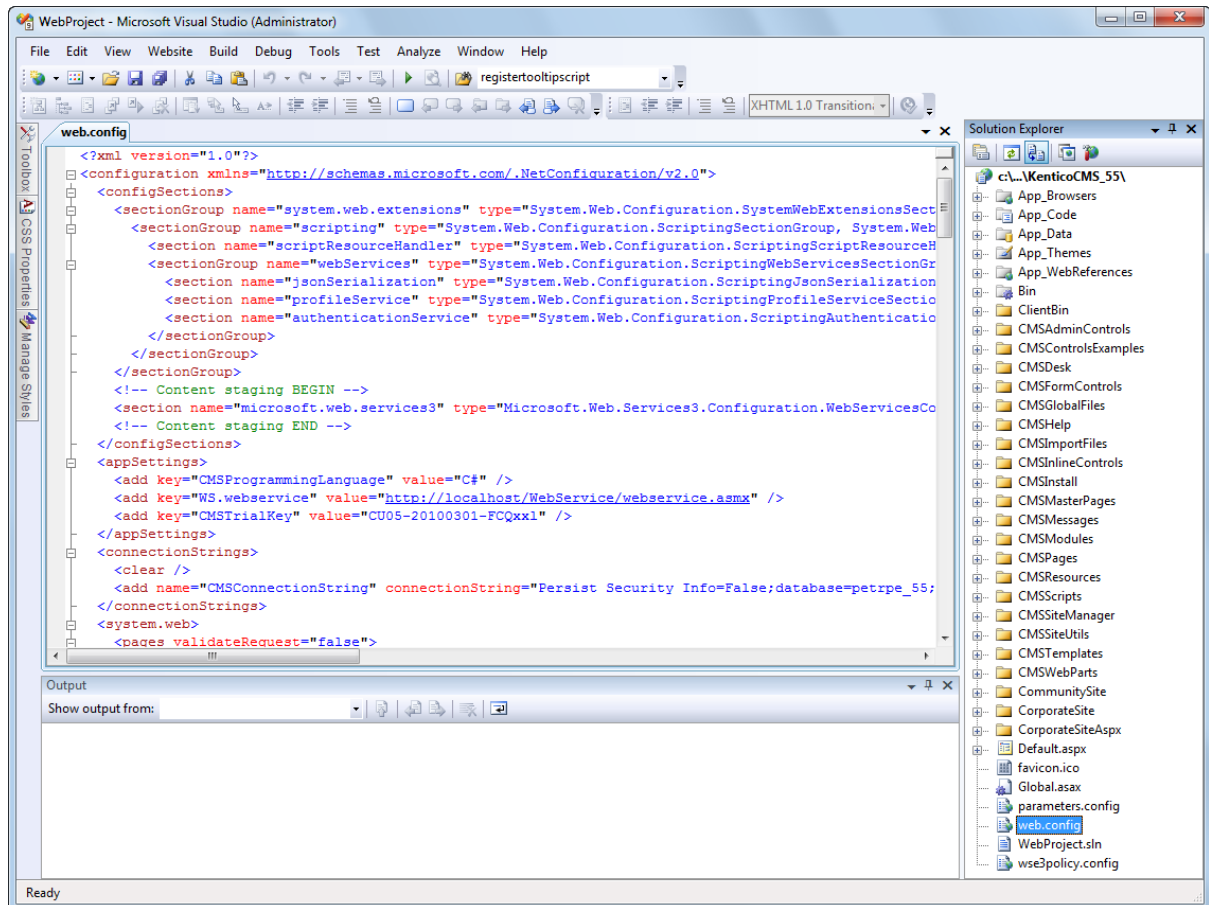 WebProject - Microsoft Visual Studio (Administrator)
File Edit View Website Build Debug Tools Test Analyze Window Help
registertooltipscript
XHTML 1.0 Transition
Toolbox
CSS Properties
Manage Styles
web.config
<?xml version="1.0"?>
<configuration xmlns="http://schemas.microsoft.com/.NetConfiguration/v2.0">
<configSections>
<sectionGroup name="system.web.extensions" type="System.Web.Configuration.SystemWebExtensionsSect
<sectionGroup name="scripting" type="System.Web.Configuration.ScriptingSectionGroup, System.Web
<section name="scriptResourceHandler" type="System.Web.Configuration.ScriptingScriptResourceH
<sectionGroup name="webServices" type="System.Web.Configuration.ScriptingWebServicesSectionGr
<section name="jsonSerialization" type="System.Web.Configuration.ScriptingJsonSerialization
<section name="profileService" type="System.Web.Configuration.ScriptingProfileServiceSectio
<section name="authenticationService" type="System.Web.Configuration.ScriptingAuthenticatio
</sectionGroup>
</sectionGroup>
</sectionGroup>
<!-- Content staging BEGIN -->
<section name="microsoft.web.services3" type="Microsoft.Web.Services3.Configuration.WebServicesCo
<!-- Content staging END -->
</configSections>
<appSettings>
<add key="CMSProgrammingLanguage" value="C#" />
<add key="WS.webservice" value="http://localhost/WebService/webservice.asmx" />
<add key="CMSTrialKey" value="CU05-20100301-FCQxxl" />
</appSettings>
<connectionStrings>
<clear />
<add name="CMSConnectionString" connectionString="Persist Security Info=False;database=petrpe_55;
</connectionStrings>
<system.web>
<pages validateRequest="false">
Output
Show output from:
Solution Explorer
c:\...\KenticoCMS_55\
App_Browsers
App_Code
App_Data
App_Themes
App_WebReferences
Bin
ClientBin
CMSAdminControls
CMSControlsExamples
CMSDesk
CMSFormControls
CMSGlobalFiles
CMSHelp
CMSImportFiles
CMSInlineControls
CMSInstall
CMSMasterPages
CMSMessages
CMSModules
CMSPages
CMSResources
CMSScripts
CMSSiteManager
CMSSiteUtils
CMSTemplates
CMSWebParts
CommunitySite
CorporateSite
CorporateSiteAspx
Default.aspx
favicon.ico
Global.asax
parameters.config
web.config
WebProject.sln
wse3policy.config
Ready